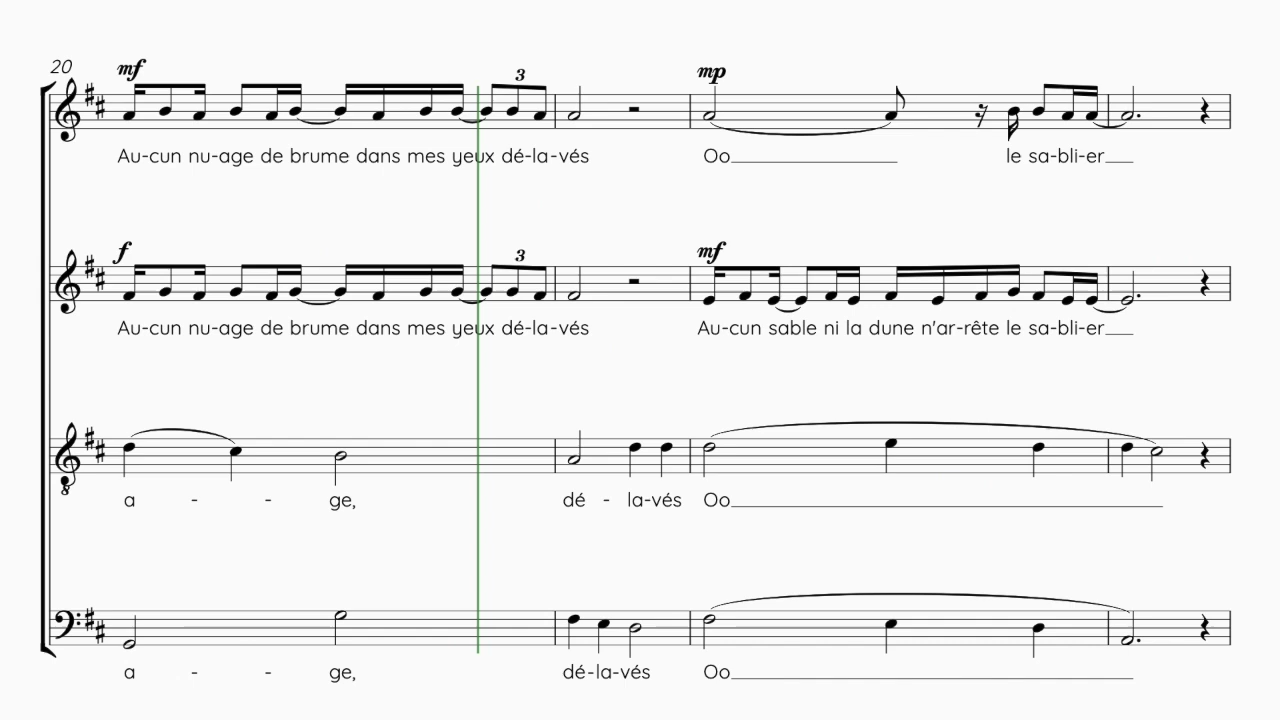 20
mf
3
mp
Au-cun nu-age de brume dans mes yeux dé-la-vés Oo le sa-bli-er
f
3
mf
Au-cun nu-age de brume dans mes yeux dé-la-vés Au-cun sable ni la dune n'ar-rête le sa-bli-er
8
a - - ge, dé - la-vés Oo
a - - ge, dé-la-vés Oo